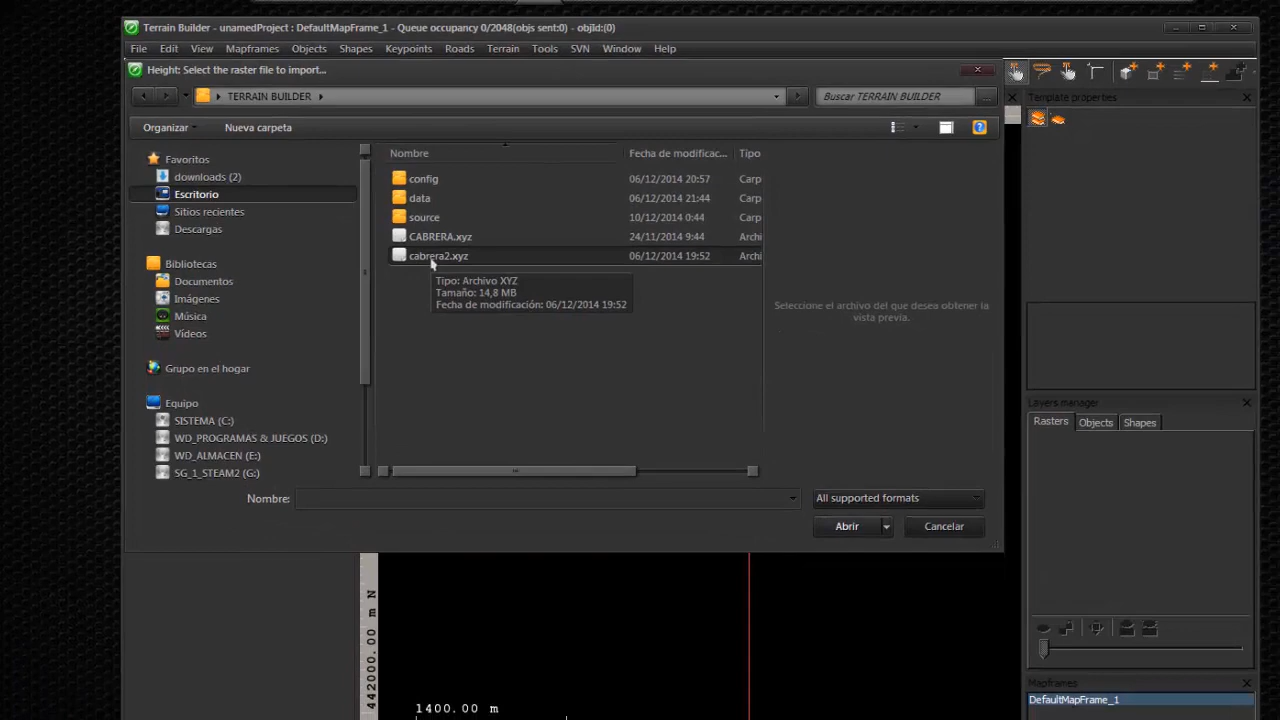 Terrain Builder - unamedProject : DefaultMapFrame_1 - Queue occupancy 0/2048(objs sent:0) - objId:(0)
File Edit View Mapframes Objects Shapes Keypoints Roads Terrain Tools SVN Window Help
Height: Select the raster file to import...
TERRAIN BUILDER
Buscar TERRAIN BUILDER
Template properties
Organizar
Nueva carpeta
Nombre
Fecha de modificac...
Tipo
Favoritos
downloads (2)
Escritorio
Sitios recientes
Descargas
Bibliotecas
Documentos
Imágenes
Música
Vídeos
Grupo en el hogar
Equipo
SISTEMA (C:)
WD_PROGRAMAS & JUEGOS (D:)
WD_ALMACEN (E:)
SG_1_STEAM2 (G:)
config 06/12/2014 20:57 Carp
data 06/12/2014 21:44 Carp
source 10/12/2014 0:44 Carp
CABRERA.xyz 24/11/2014 9:44 Archi
cabrera2.xyz 06/12/2014 19:52 Archi
Tipo: Archivo XYZ
Tamaño: 14,8 MB
Fecha de modificación: 06/12/2014 19:52
Seleccione el archivo del que desea obtener la
vista previa.
Nombre:
All supported formats
Abrir
Cancelar
Layers manager
Rasters Objects Shapes
Mapframes
DefaultMapFrame_1
442000.00 m N
1400.00 m